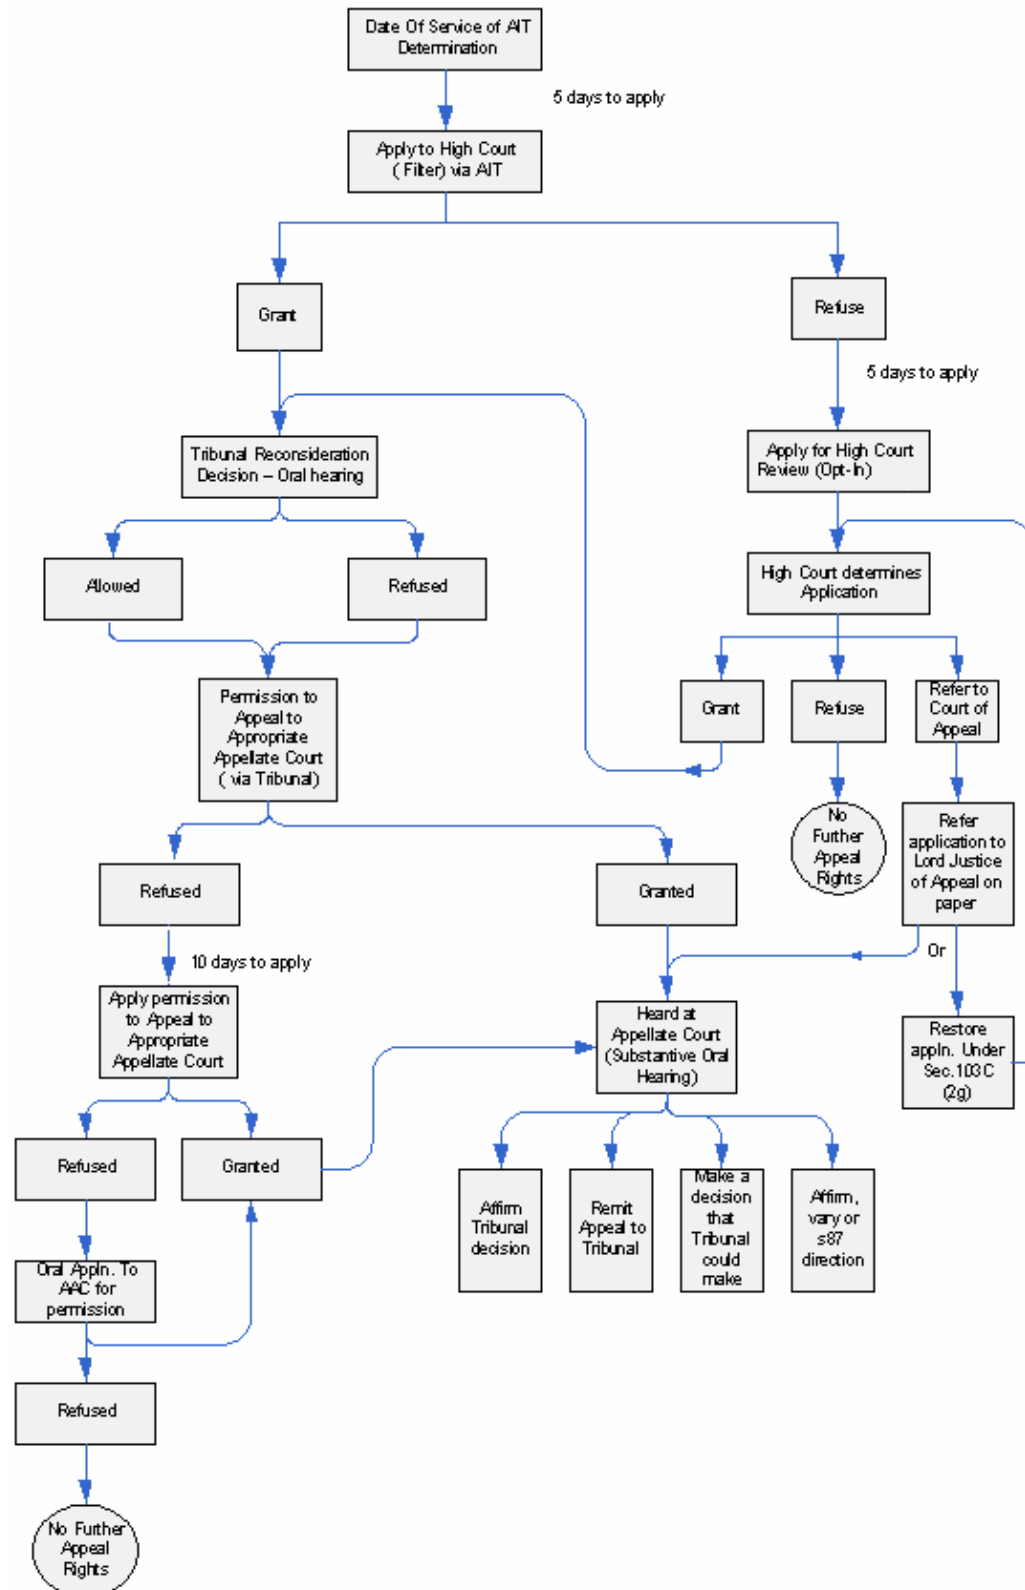 Date Of Service of AIT
Determination
5 days to apply
Apply to High Court
( Filter) via AIT
Grant
Refuse
5 days to apply
Tribunal Reconsideration
Decision – Oral hearing
Apply for High Court
Review (Opt-In)
Allowed
Refused
High Court determines
Application
Permission to
Appeal to
Appropriate
Appellate Court
( via Tribunal)
Grant
Refuse
Refer to
Court of
Appeal
No
Further
Appeal
Rights
Refer
application to
Lord Justice
of Appeal on
paper
Refused
Granted
Or
10 days to apply
Apply permission
to Appeal to
Appropriate
Appellate Court
Heard at
Appellate Court
(Substantive Oral
Hearing)
Restore
appln. Under
Sec.103C
(2g)
Refused
Granted
Affirm
Tribunal
decision
Remit
Appeal to
Tribunal
Make a
decision
that
Tribunal
could
make
Affirm,
vary or
s87
direction
Oral Appln. To
AAC for
permission
Refused
No Further
Appeal
Rights